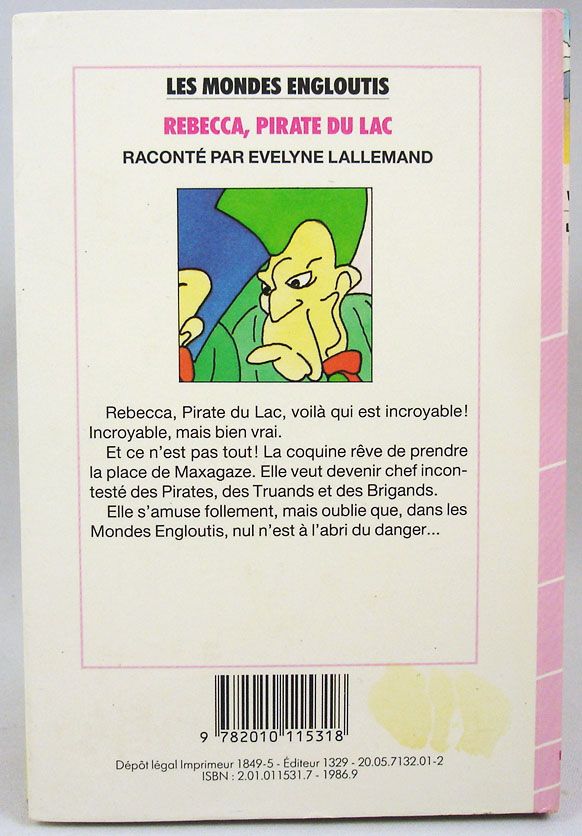 LES MONDES ENGLOUTIS
REBECCA, PIRATE DU LAC
RACONTÉ PAR EVELYNE LALLEMAND
Rebecca, Pirate du Lac, voilà qui est incroyable!
Incroyable, mais bien vrai.
Et ce n'est pas tout! La coquine rêve de prendre
la place de Maxagaze. Elle veut devenir chef incon-
testé des Pirates, des Truands et des Brigands.
Elle s'amuse follement, mais oublie que, dans les
Mondes Engloutis, nul n'est à l'abri du danger...
9 782010 115318
Dépôt légal Imprimeur 1849-5 - Éditeur 1329 - 20.05.7132.01-2
ISBN : 2.01.011531.7 - 1986.9